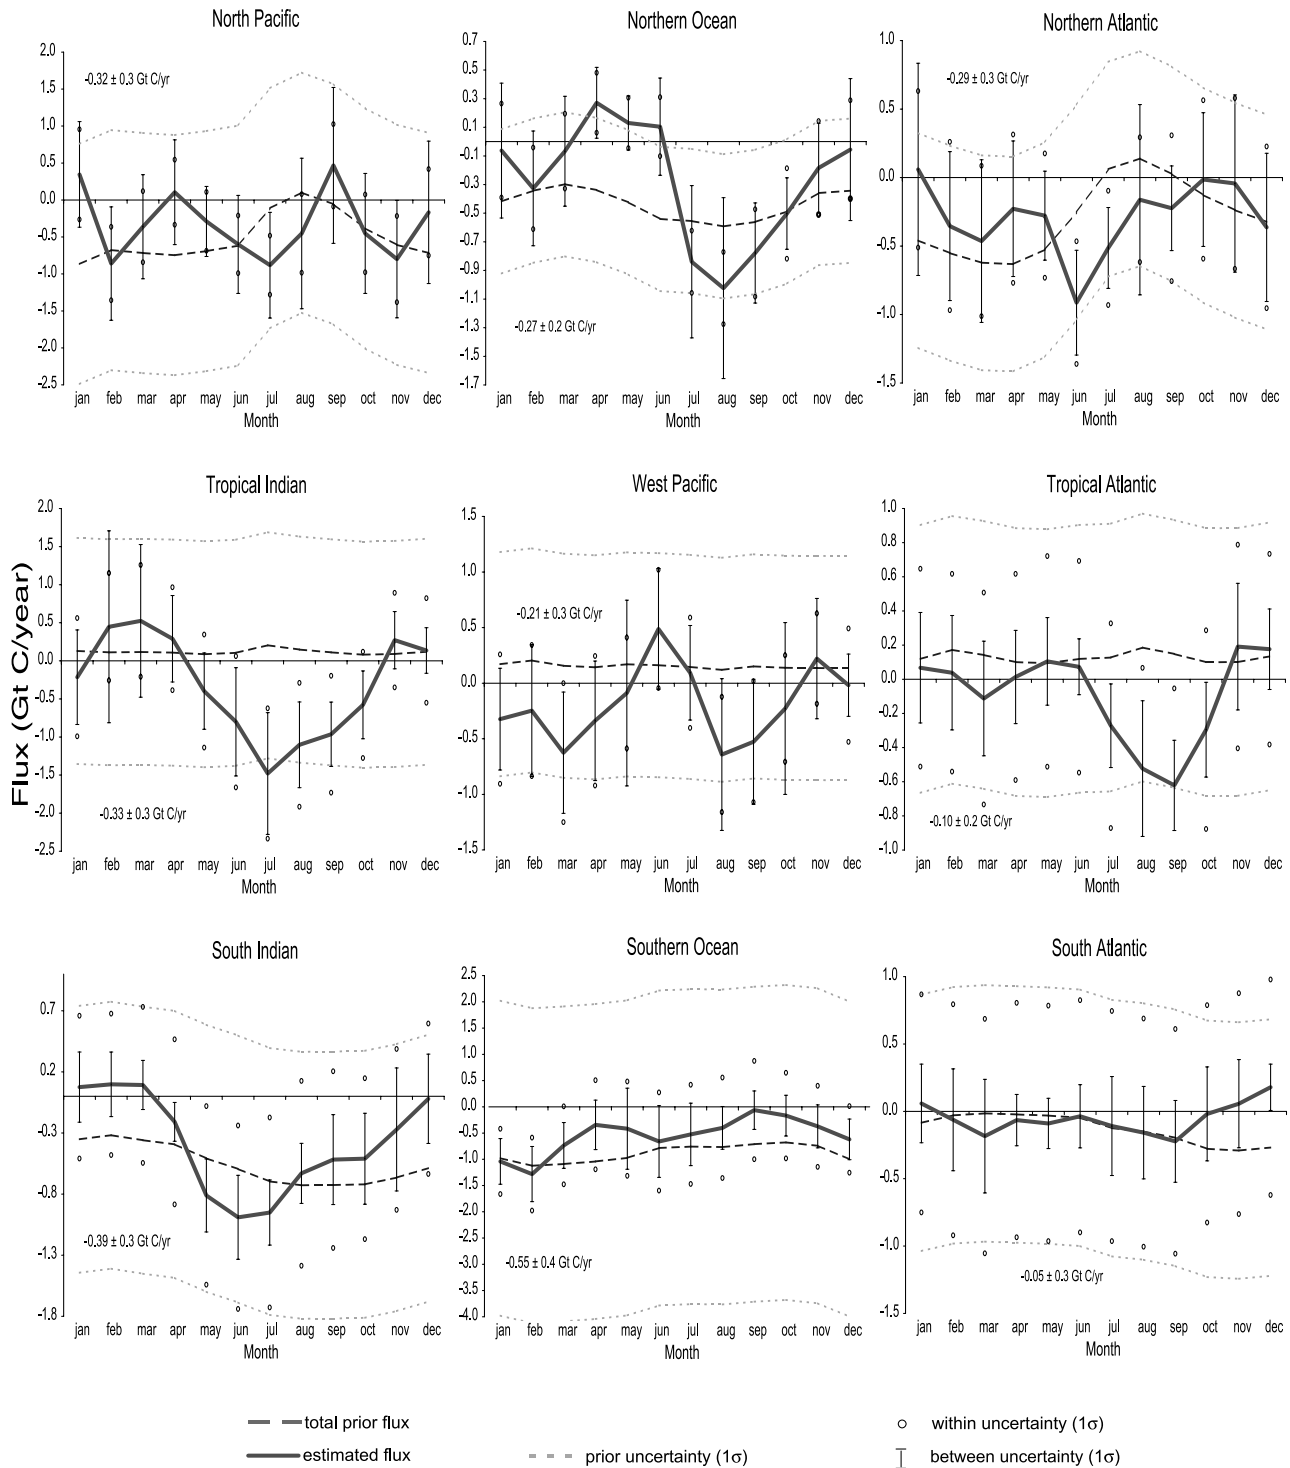 North Pacific
2.0
1.5
1.0
0.5
0.0
-0.5
-1.0
-1.5
-2.0
-2.5
-0.32 ± 0.3 Gt C/yr
jan feb mar apr may jun jul aug sep oct nov dec
Month
Northern Ocean
0.7
0.5
0.3
0.1
-0.1
-0.3
-0.5
-0.7
-0.9
-1.1
-1.3
-1.5
-1.7
-0.27 ± 0.2 Gt C/yr
jan feb mar apr may jun jul aug sep oct nov dec
Month
Northern Atlantic
1.0
0.5
0.0
-0.5
-1.0
-1.5
-0.29 ± 0.3 Gt C/yr
jan feb mar apr may jun jul aug sep oct nov dec
Month
Flux (Gt C/year)
Tropical Indian
2.0
1.5
1.0
0.5
0.0
-0.5
-1.0
-1.5
-2.0
-2.5
-0.33 ± 0.3 Gt C/yr
jan feb mar apr may jun jul aug sep oct nov dec
Month
West Pacific
1.5
1.0
0.5
0.0
-0.5
-1.0
-1.5
-0.21 ± 0.3 Gt C/yr
jan feb mar apr may jun jul aug sep oct nov dec
Month
Tropical Atlantic
1.0
0.8
0.6
0.4
0.2
0.0
-0.2
-0.4
-0.6
-0.8
-1.0
-0.10 ± 0.2 Gt C/yr
jan feb mar apr may jun jul aug sep oct nov dec
Month
South Indian
0.7
0.2
-0.3
-0.8
-1.3
-1.8
-0.39 ± 0.3 Gt C/yr
jan feb mar apr may jun jul aug sep oct nov dec
Month
Southern Ocean
2.5
2.0
1.5
1.0
0.5
0.0
-0.5
-1.0
-1.5
-2.0
-2.5
-3.0
-3.5
-4.0
-0.55 ± 0.4 Gt C/yr
jan feb mar apr may jun jul aug sep oct nov dec
Month
South Atlantic
1.0
0.5
0.0
-0.5
-1.0
-1.5
-0.05 ± 0.3 Gt C/yr
jan feb mar apr may jun jul aug sep oct nov dec
Month
total prior flux
within uncertainty (1σ)
estimated flux
prior uncertainty (1σ)
between uncertainty (1σ)